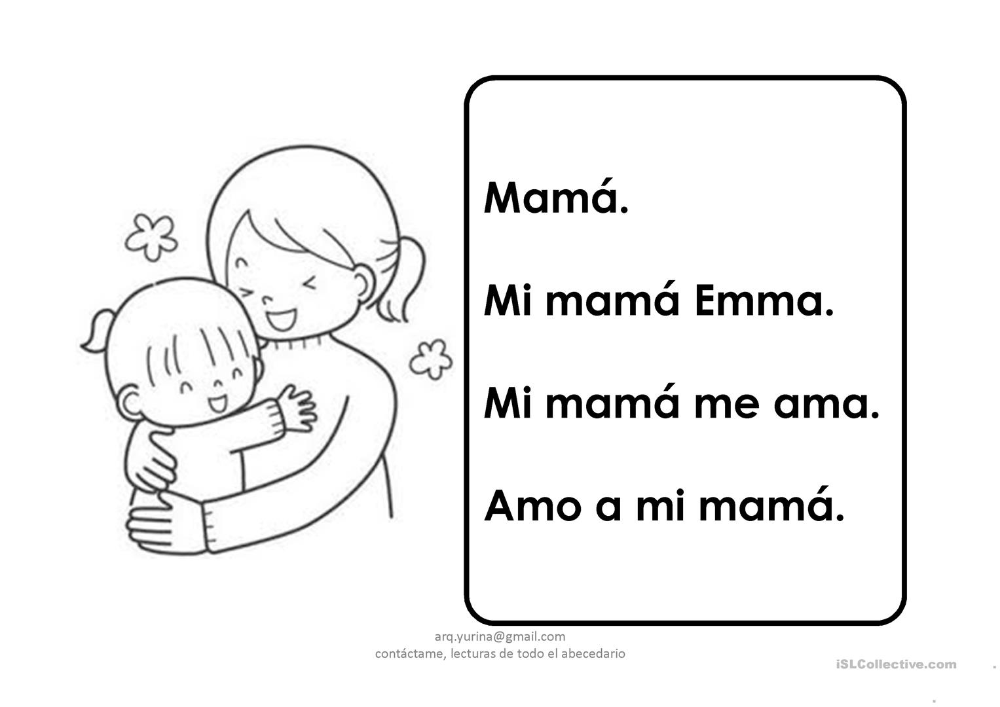 Mamá.
Mi mamá Emma.
Mi mamá me ama.
Amo a mi mamá.
arq.yurina@gmail.com
contáctame, lecturas de todo el abecedario
iSLCollective.com